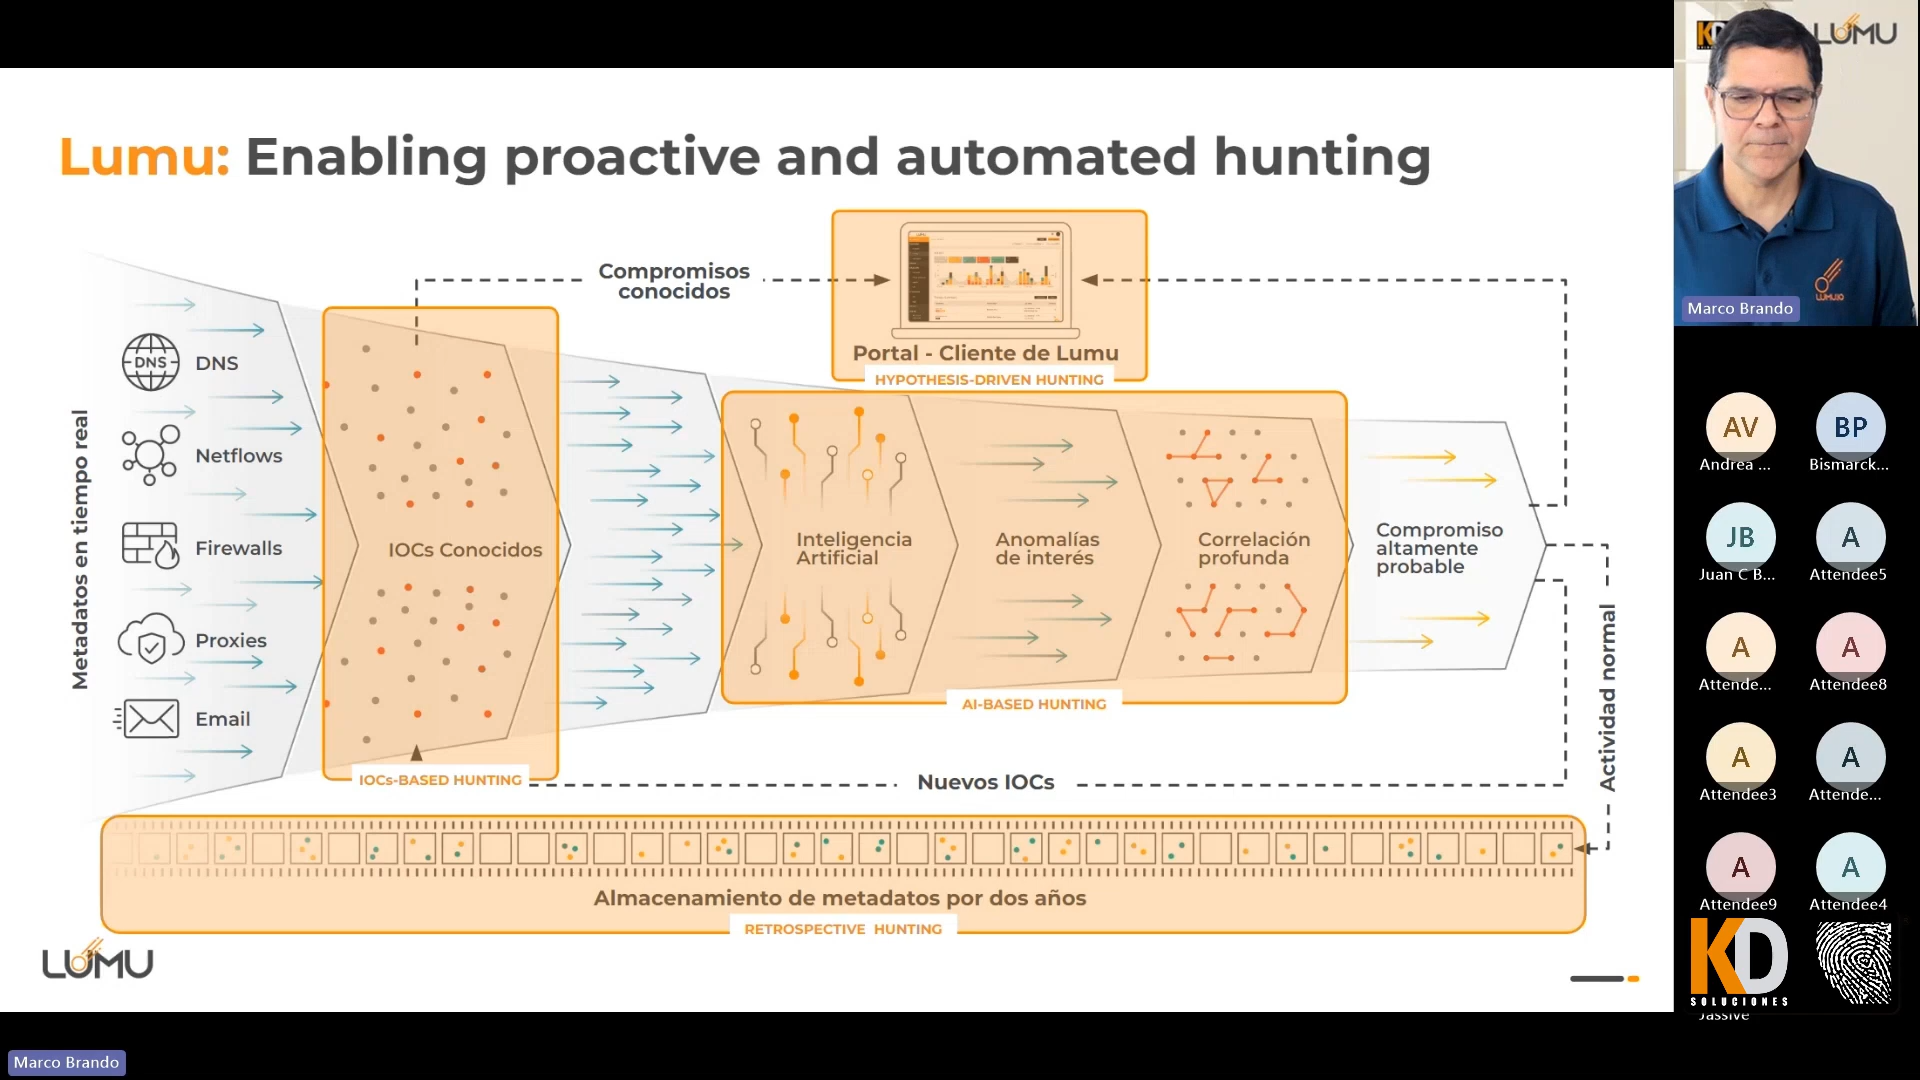 Lumu: Enabling proactive and automated hunting
Metadatos en tiempo real
DNS
DNS
Netflows
Firewalls
Proxies
Email
IOCs Conocidos
IOCs-BASED HUNTING
Compromisos
conocidos
Portal - Cliente de Lumu
HYPOTHESIS-DRIVEN HUNTING
Inteligencia
Artificial
Anomalías
de interés
Correlación
profunda
AI-BASED HUNTING
Compromiso
altamente
probable
Actividad normal
Nuevos IOCs
Almacenamiento de metadatos por dos años
RETROSPECTIVE HUNTING
LUMU
Marco Brando
KD
LUMU
LUMU
Marco Brando
AV
Andrea ...
BP
Bismarck...
JB
Juan C B...
A
Attendee5
A
Attende...
A
Attendee8
A
Attendee3
A
Attende...
A
Attendee9
A
Attendee4
KD
SOLUCIONES
Jassive